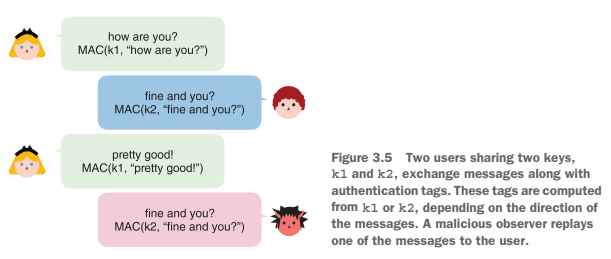 how are you?
MAC(k1, “how are you?”)
fine and you?
MAC(k2, “fine and you?”)
pretty good!
MAC(k1, “pretty good!”)
fine and you?
MAC(k2, “fine and you?”)
Figure 3.5 Two users sharing two keys,
k1 and k2, exchange messages along with
authentication tags. These tags are computed
from k1 or k2, depending on the direction of
the messages. A malicious observer replays
one of the messages to the user.